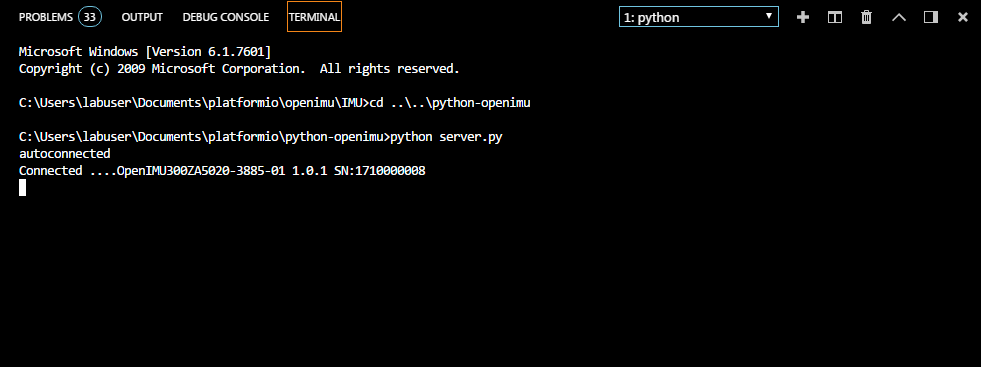 PROBLEMS 33 OUTPUT DEBUG CONSOLE TERMINAL 1: python
Microsoft Windows [Version 6.1.7601]
Copyright (c) 2009 Microsoft Corporation.  All rights reserved.
C:\Users\labuser\Documents\platformio\openimu\IMU>cd ..\..\python-openimu
C:\Users\labuser\Documents\platformio\python-openimu>python server.py
autoconnected
Connected ....OpenIMU300ZA5020-3885-01 1.0.1 SN:1710000008